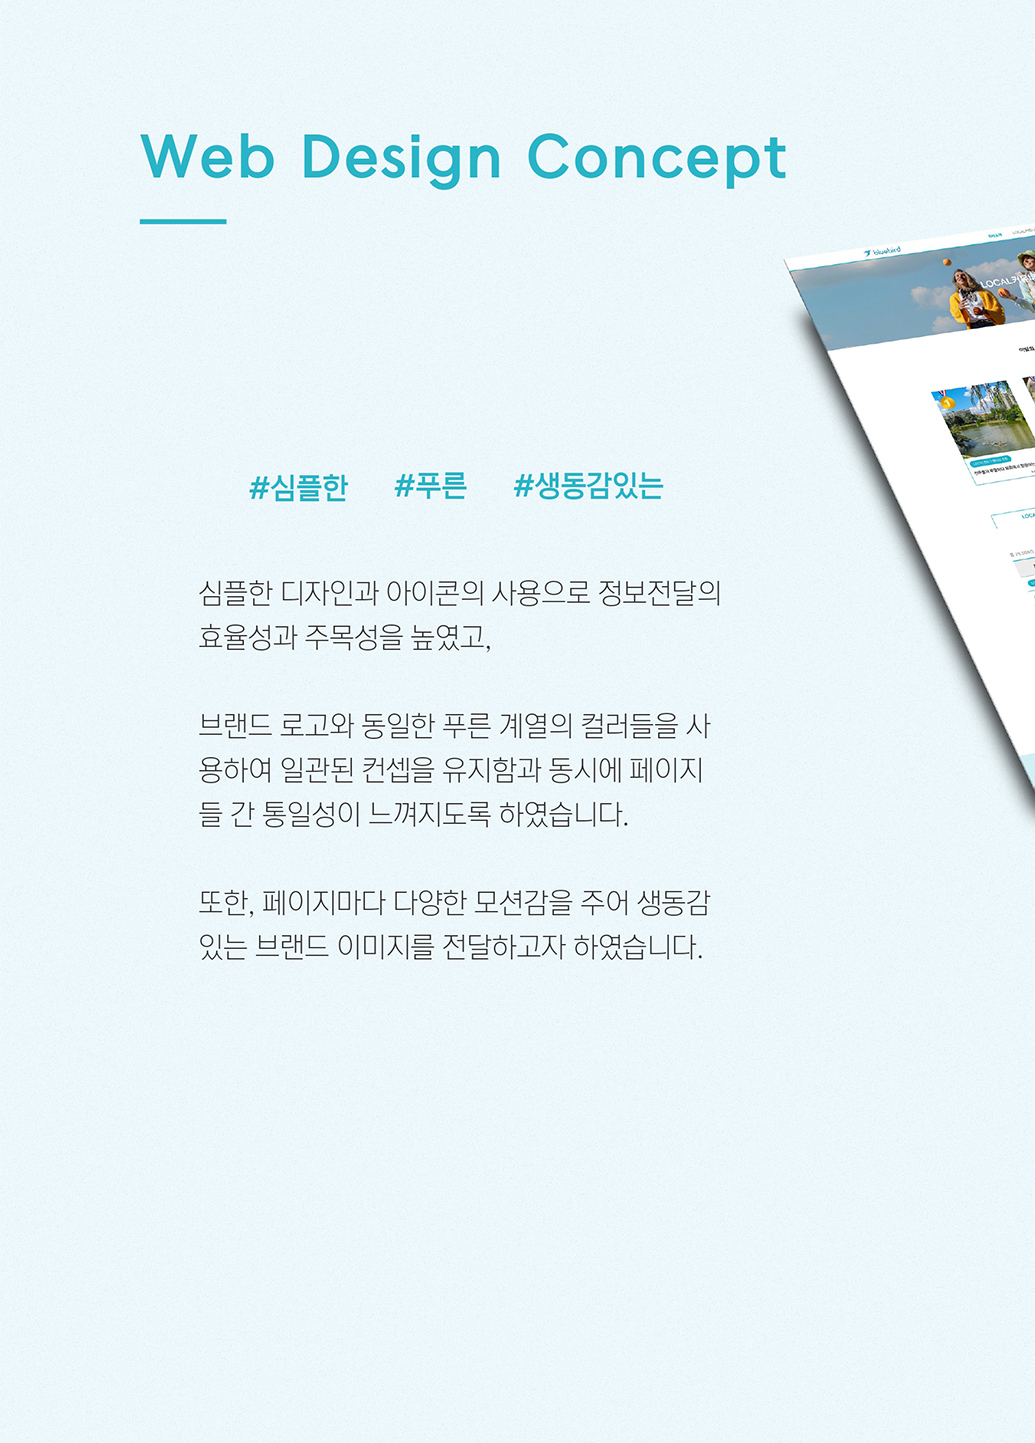 Web Design Concept
bluebird
LOCAL
#심플한 #푸른 #생동감있는
심플한 디자인과 아이콘의 사용으로 정보전달의
효율성과 주목성을 높였고,
브랜드 로고와 동일한 푸른 계열의 컬러들을 사
용하여 일관된 컨셉을 유지함과 동시에 페이지
들 간 통일성이 느껴지도록 하였습니다.
또한, 페이지마다 다양한 모션감을 주어 생동감
있는 브랜드 이미지를 전달하고자 하였습니다.